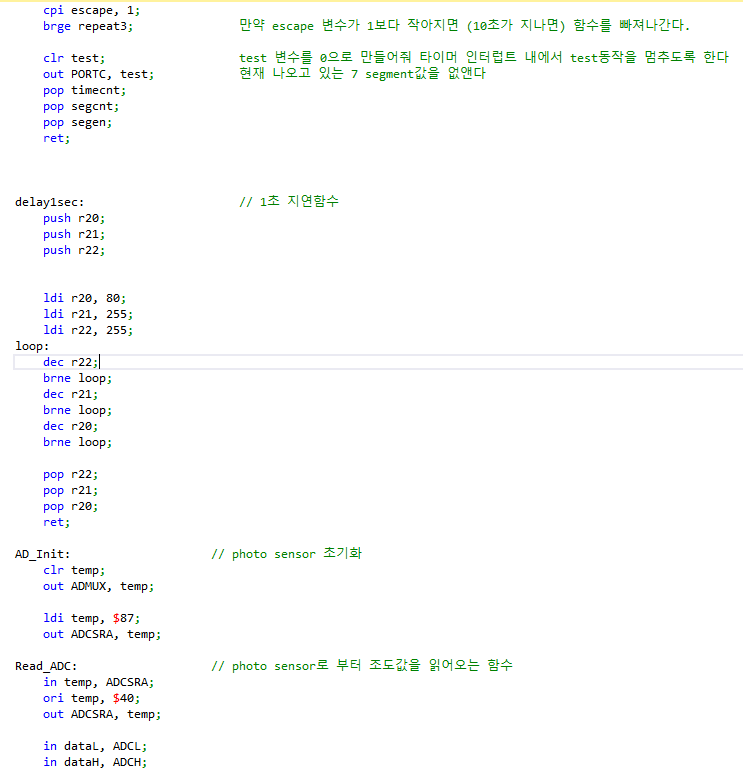 cpi escape, 1;
brge repeat3; 만약 escape 변수가 1보다 작아지면 (10초가 지나면) 함수를 빠져나간다.
clr test; test 변수를 0으로 만들어줘 타이머 인터럽트 내에서 test동작을 멈추도록 한다
out PORTC, test; 현재 나오고 있는 7 segment값을 없앤다
pop timecnt;
pop segcnt;
pop segen;
ret;
delay1sec: // 1초 지연함수
push r20;
push r21;
push r22;
ldi r20, 80;
ldi r21, 255;
ldi r22, 255;
loop:
dec r22;
brne loop;
dec r21;
brne loop;
dec r20;
brne loop;
pop r22;
pop r21;
pop r20;
ret;
AD_Init: // photo sensor 초기화
clr temp;
out ADMUX, temp;
ldi temp, $87;
out ADCSRA, temp;
Read_ADC: // photo sensor로 부터 조도값을 읽어오는 함수
in temp, ADCSRA;
ori temp, $40;
out ADCSRA, temp;
in dataL, ADCL;
in dataH, ADCH;